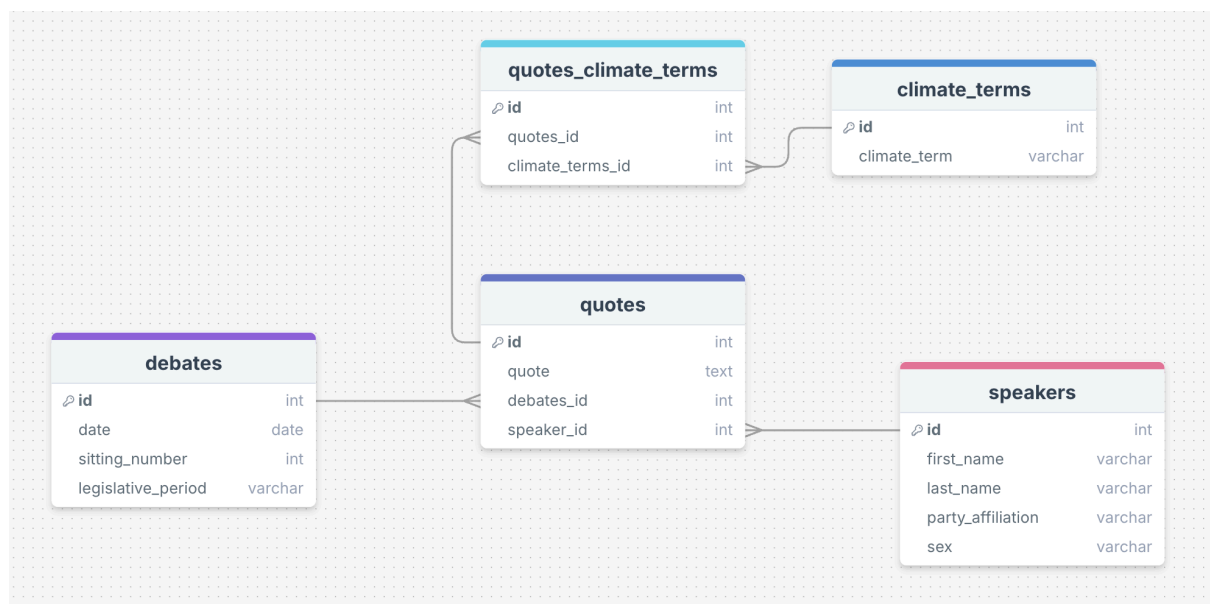 quotes_climate_terms
id int
quotes_id int
climate_terms_id int
climate_terms
id int
climate_term varchar
quotes
id int
quote text
debates_id int
speaker_id int
debates
id int
date date
sitting_number int
legislative_period varchar
speakers
id int
first_name varchar
last_name varchar
party_affiliation varchar
sex varchar